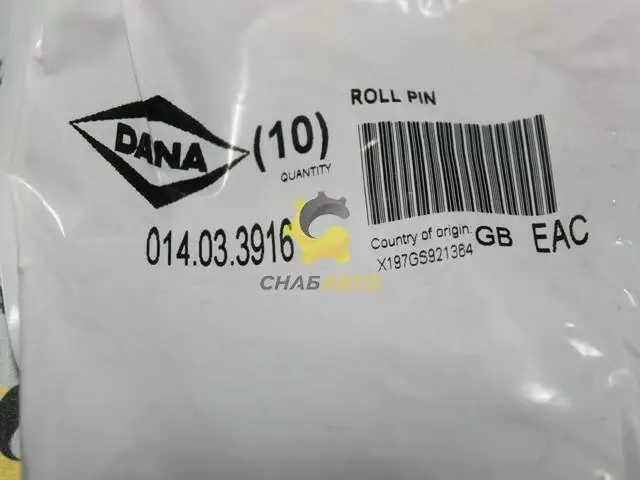 ROLL PIN
DANA
(10)
QUANTITY
014.03.3916
Country of origin: GB EAC
X197GS921364
СНАБАВТО